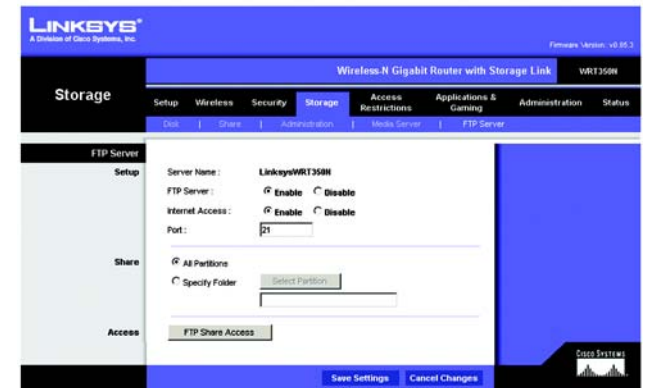 LINKSYS®
A Division of Cisco Systems, Inc.
Firmware Version: v0.95.3
Wireless-N Gigabit Router with Storage Link WRT350N
Storage
Setup Wireless Security Storage Access Restrictions Applications & Gaming Administration Status
Disk | Share | Administration | Media Server | FTP Server
FTP Server
Setup
Server Name : LinksysWRT350N
FTP Server : Enable Disable
Internet Access : Enable Disable
Port : 21
Share
All Partitions
Specify Folder Select Partition
Access
FTP Share Access
CISCO SYSTEMS
Save Settings Cancel Changes